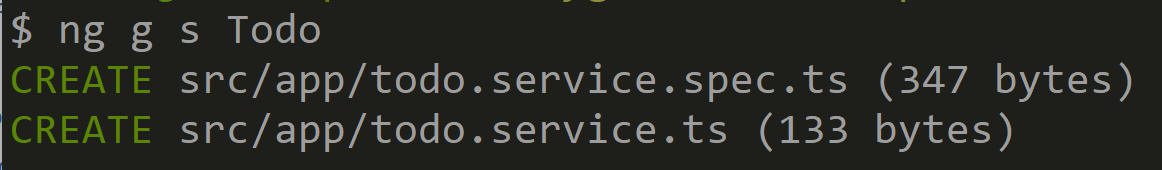 $ ng g s Todo
CREATE src/app/todo.service.spec.ts (347 bytes)
CREATE src/app/todo.service.ts (133 bytes)